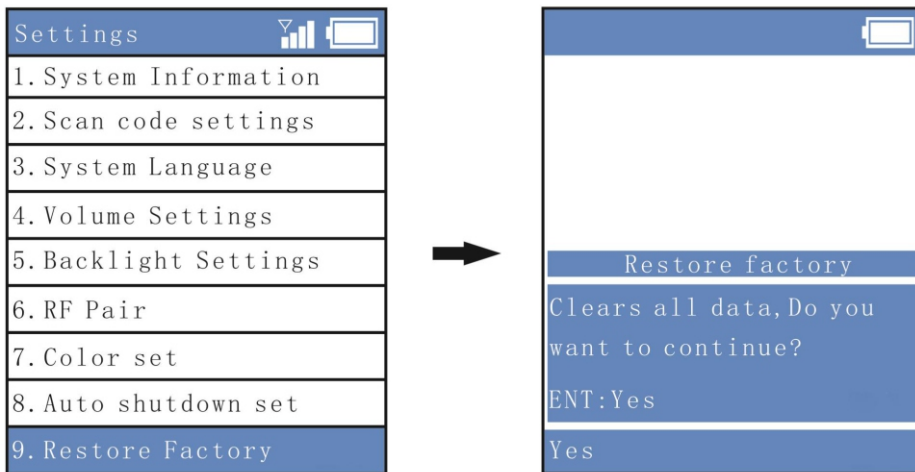 Settings
1.System Information
2.Scan code settings
3.System Language
4.Volume Settings
5.Backlight Settings
6.RF Pair
7.Color set
8.Auto shutdown set
9.Restore Factory
Restore factory
Clears all data,Do you
want to continue?
ENT:Yes
Yes